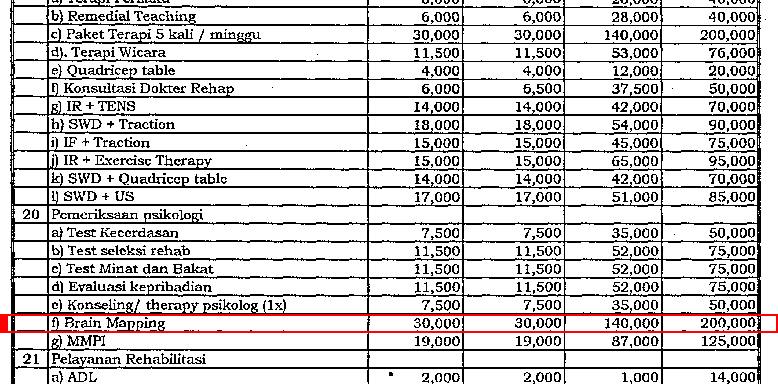 b) Remedial Teaching 6,000 6,000 28,000 40,000
c) Paket Terapi 5 kali / minggu 30,000 30,000 140,000 200,000
d). Terapi Wicara 11,500 11,500 53,000 76,000
e) Quadricep table 4,000 4,000 12,000 20,000
f) Konsultasi Dokter Rehap 6,000 6,500 37,500 50,000
g) IR + TENS 14,000 14,000 42,000 70,000
h) SWD + Traction 18,000 18,000 54,000 90,000
i) IF + Traction 15,000 15,000 45,000 75,000
j) IR + Exercise Therapy 15,000 15,000 65,000 95,000
k) SWD + Quadricep table 14,000 14,000 42,000 70,000
l) SWD + US 17,000 17,000 51,000 85,000
20 Pemeriksaan psikologi
a) Test Kecerdasan 7,500 7,500 35,000 50,000
b) Test seleksi rehab 11,500 11,500 52,000 75,000
c) Test Minat dan Bakat 11,500 11,500 52,000 75,000
d) Evaluasi kepribadian 11,500 11,500 52,000 75,000
e) Konseling/ therapy psikolog (1x) 7,500 7,500 35,000 50,000
f) Brain Mapping 30,000 30,000 140,000 200,000
g) MMPI 19,000 19,000 87,000 125,000
21 Pelayanan Rehabilitasi
a) ADL 2,000 2,000 1,000 14,000